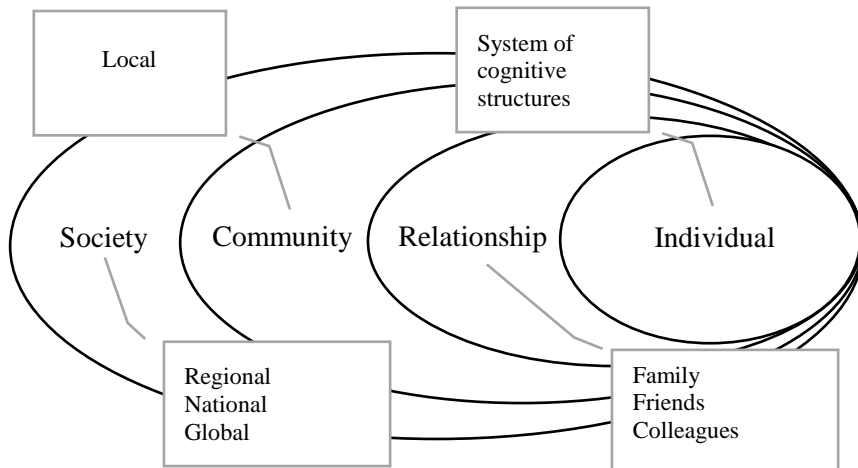 Local
System of
cognitive
structures
Society
Community
Relationship
Individual
Regional
National
Global
Family
Friends
Colleagues